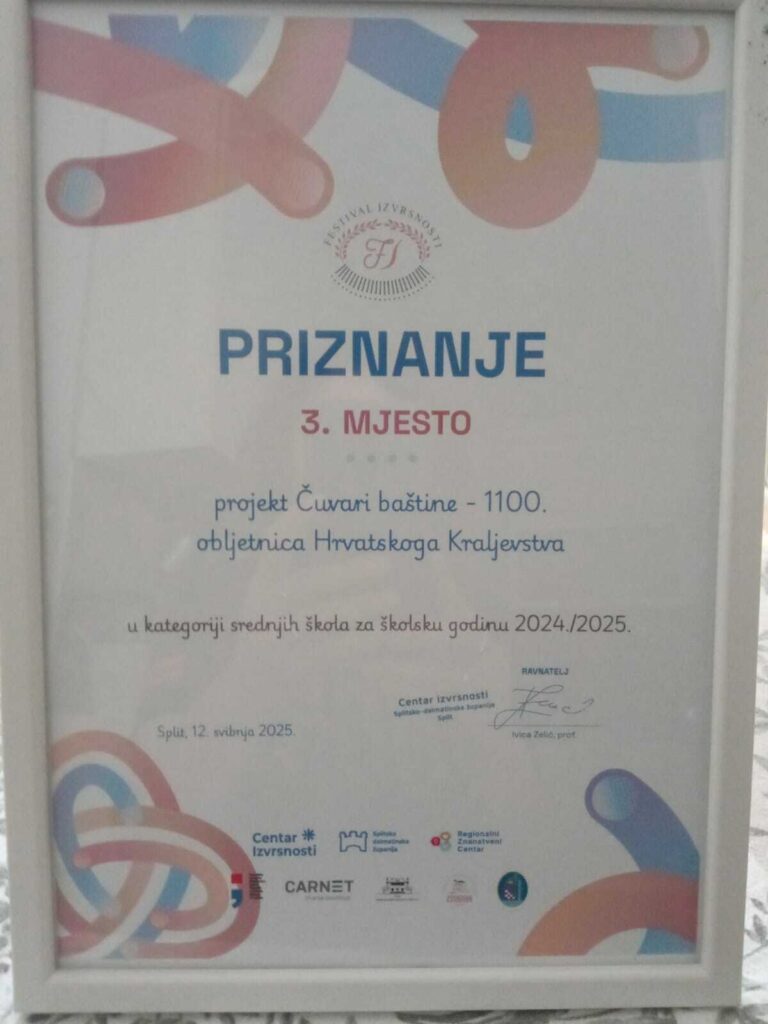 FESTIVAL IZVRSNOSTI
FI
PRIZNANJE
3. MJESTO
projekt Čuvari baštine - 1100.
obljetnica Hrvatskoga Kraljevstva
u kategoriji srednjih škola za školsku godinu 2024./2025.
RAVNATELJ
Centar izvrsnosti
Splitsko-dalmatinske županije
Split
Ivica Zelić, prof.
Split, 12. svibnja 2025.
Centar
Izvrsnosti
Splitsko
dalmatinska
županija
Regionalni
Znanstveni
Centar
CARNET